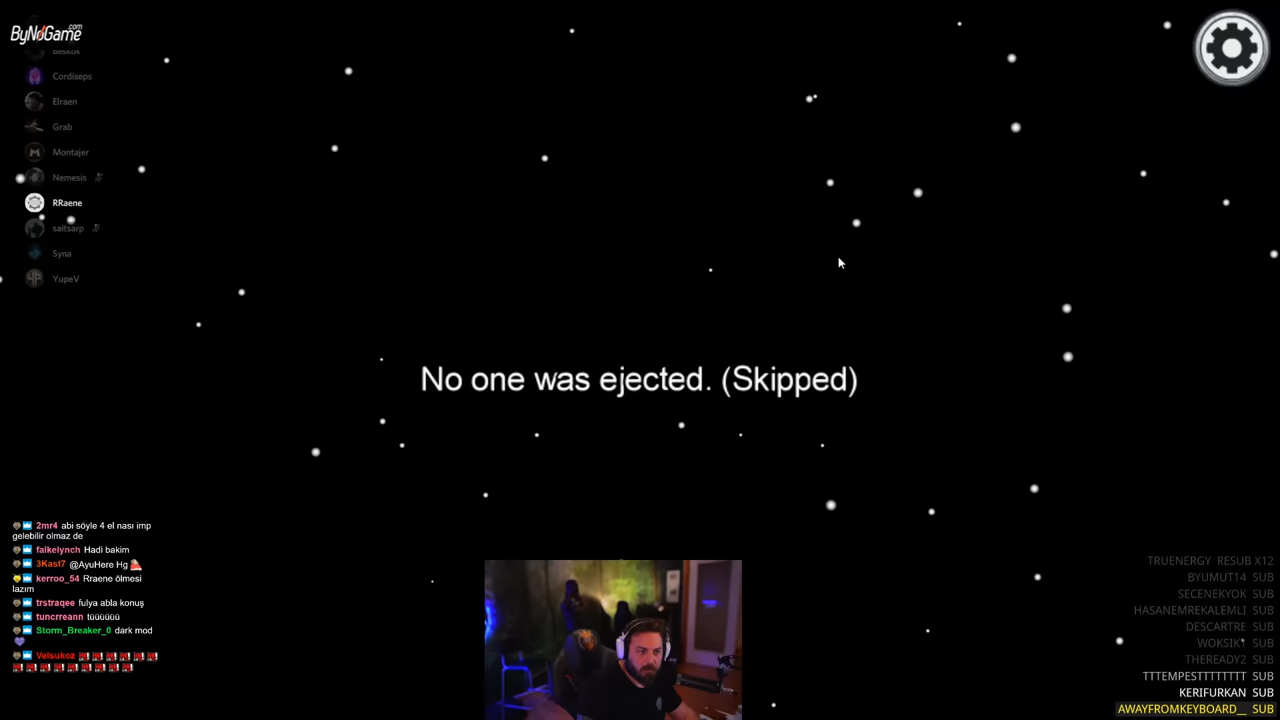 ByNoGame.com
Beskok
Cordiseps
Elraen
Grab
Montajer
Nemesis
RRaene
saitsarp
Syna
YupeV
No one was ejected. (Skipped)
2mr4 abi söyle 4 el nası imp
gelebilir olmaz de
falkelynch Hadi bakim
3Kast7 @AyuHere Hg
kerroo_54 Rraene ölmesi
lazım
trstraqee fulya abla konuş
tuncrreann tüüüüüü
Storm_Breaker_0 dark mod
Velsukoz
TRUENERGY RESUB X12
BYUMUT14 SUB
SECENEKYOK SUB
HASANEMREKALEMLI SUB
DESCARTRE SUB
WOKSIK1 SUB
THEREADY2 SUB
TTTEMPESTTTTTTTT SUB
KERIFURKAN SUB
AWAYFROMKEYBOARD__ SUB